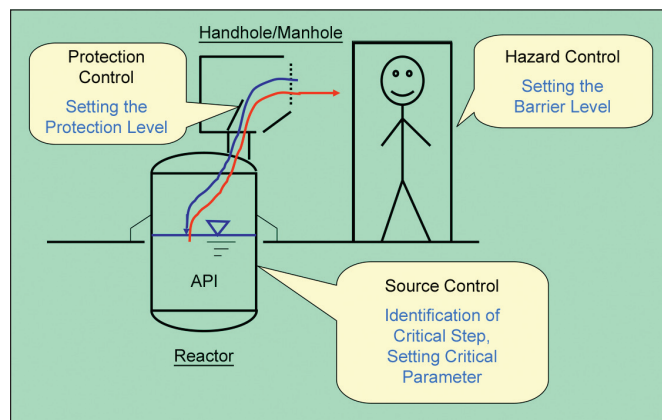 Handhole/Manhole
Protection
Control
Setting the
Protection Level
Hazard Control
Setting the
Barrier Level
API
Reactor
Source Control
Identification of
Critical Step,
Setting Critical
Parameter